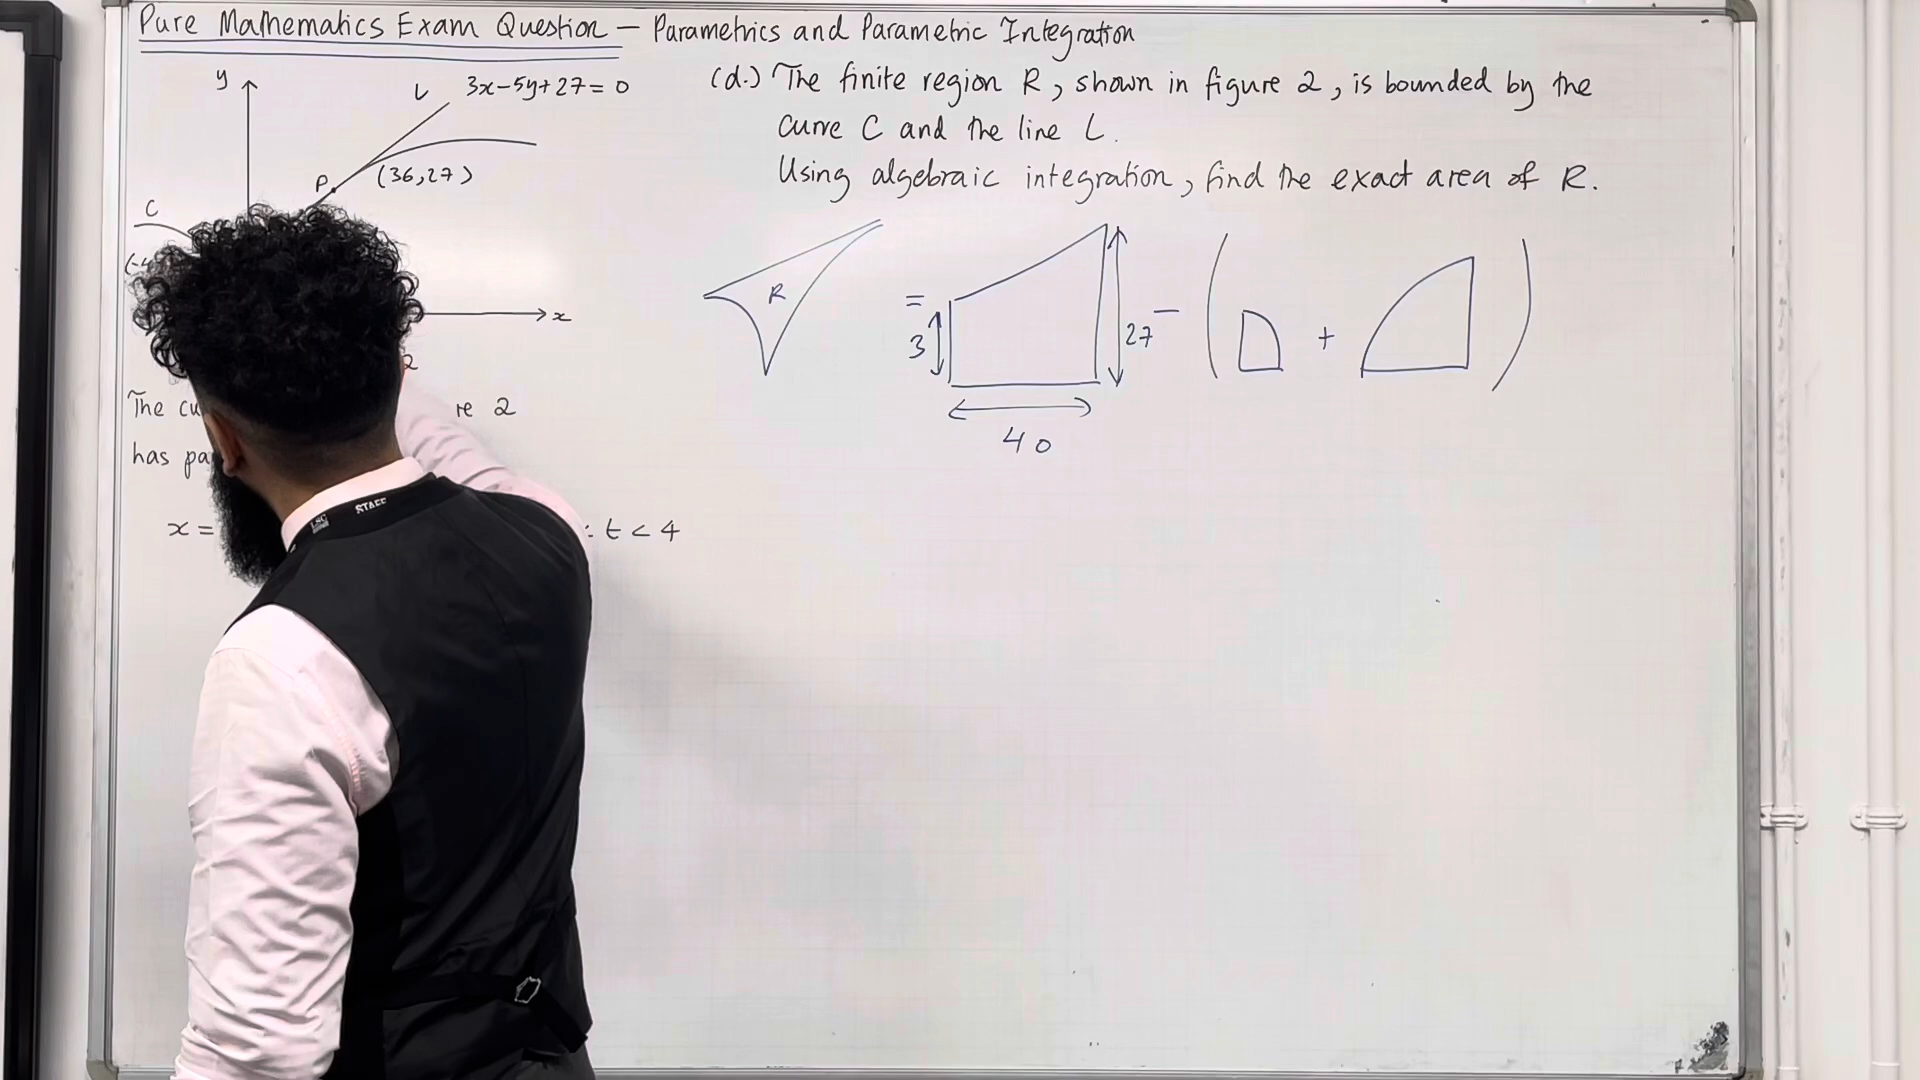 Pure Mathematics Exam Question – Parametrics and Parametric Integration
y
L 3x-5y+27=0
P
(36,27)
C
(-4
x
2
The cu re 2
has pa
x = : t < 4
(d.) The finite region R, shown in figure 2, is bounded by the
curve C and the line L.
Using algebraic integration, find the exact area of R.
R = 3 27 - ( + )
40
LSC STAFF